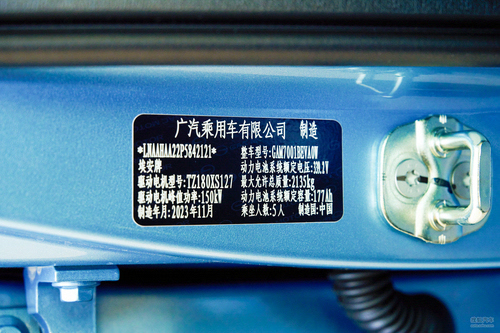 广汽乘用车有限公司 制造
*LNAAHAA22P5842121*
整车型号:GAM7001BEVA0W
埃安牌
动力电池系统额定电压:320.2V
驱动电机型号:TZ180XS127
最大允许总质量:2135kg
驱动电机峰值功率:150kW
动力电池系统额定容量:177Ah
制造年月:2023年11月
乘坐人数:5人
制造国:中国